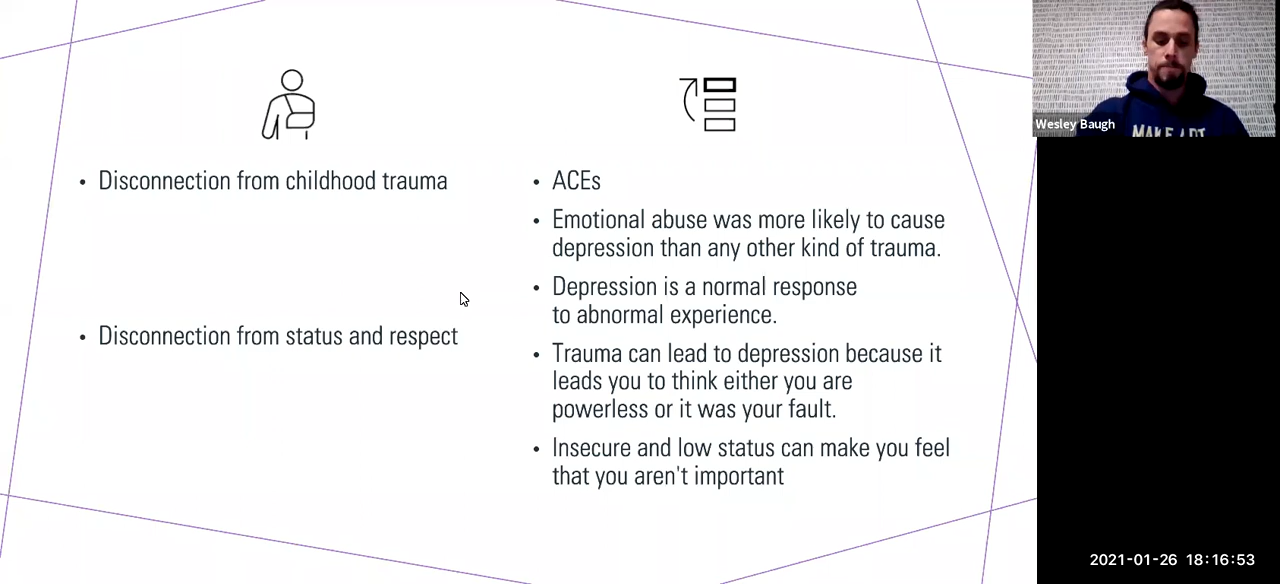 Disconnection from childhood trauma
Disconnection from status and respect
ACEs
Emotional abuse was more likely to cause
depression than any other kind of trauma.
Depression is a normal response
to abnormal experience.
Trauma can lead to depression because it
leads you to think either you are
powerless or it was your fault.
Insecure and low status can make you feel
that you aren't important
Wesley Baugh
MAKE ART
2021-01-26 18:16:53